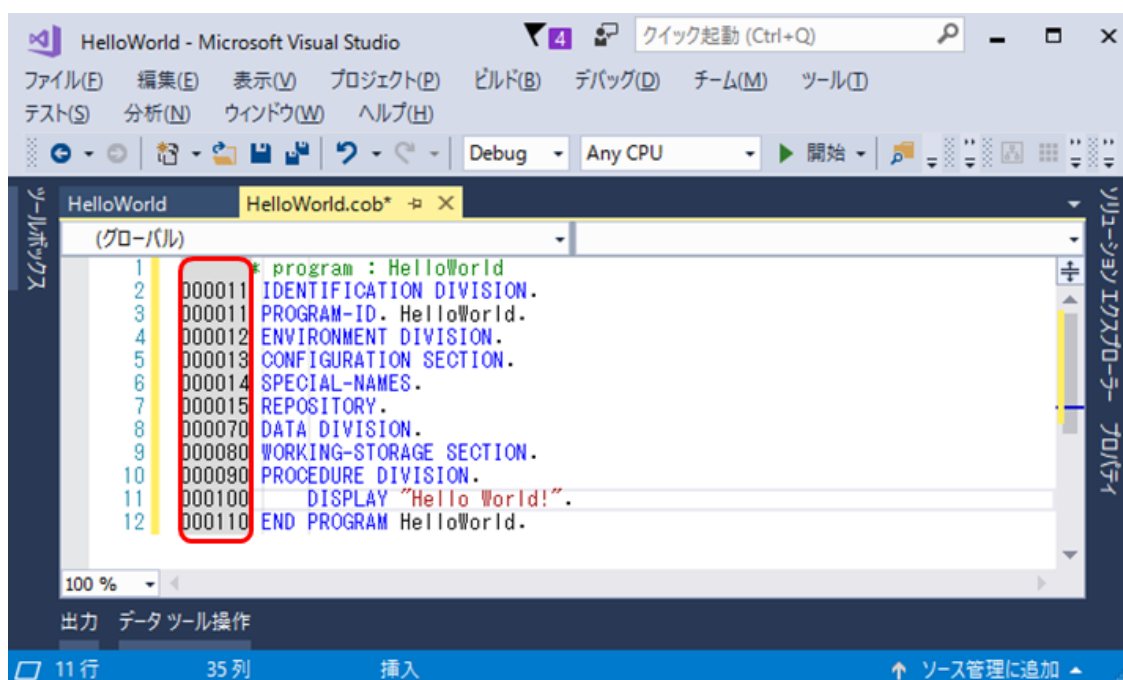 HelloWorld - Microsoft Visual Studio 4 クイック起動 (Ctrl+Q)
ファイル(F) 編集(E) 表示(V) プロジェクト(P) ビルド(B) デバッグ(D) チーム(M) ツール(T)
テスト(S) 分析(N) ウィンドウ(W) ヘルプ(H)
Debug Any CPU 開始
ツールボックス
HelloWorld HelloWorld.cob*
(グローバル)
1 * program : HelloWorld
2 000011 IDENTIFICATION DIVISION.
3 000011 PROGRAM-ID. HelloWorld.
4 000012 ENVIRONMENT DIVISION.
5 000013 CONFIGURATION SECTION.
6 000014 SPECIAL-NAMES.
7 000015 REPOSITORY.
8 000070 DATA DIVISION.
9 000080 WORKING-STORAGE SECTION.
10 000090 PROCEDURE DIVISION.
11 000100 DISPLAY "Hello World!".
12 000110 END PROGRAM HelloWorld.
100 %
ソリューション エクスプローラー プロパティ
出力 データ ツール操作
11 行 35 列 挿入 ソース管理に追加